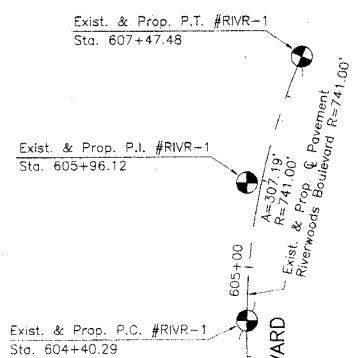 Exist. & Prop. P.T. #RIVR-1
Sta. 607+47.48
Exist. & Prop. P.I. #RIVR-1
Sta. 605+96.12
A=307.19'
R=741.00'
Exist. & Prop. ℄ Pavement
Riverwoods Boulevard R=741.00'
605+00
Exist. & Prop. P.C. #RIVR-1
Sta. 604+40.29
VARD